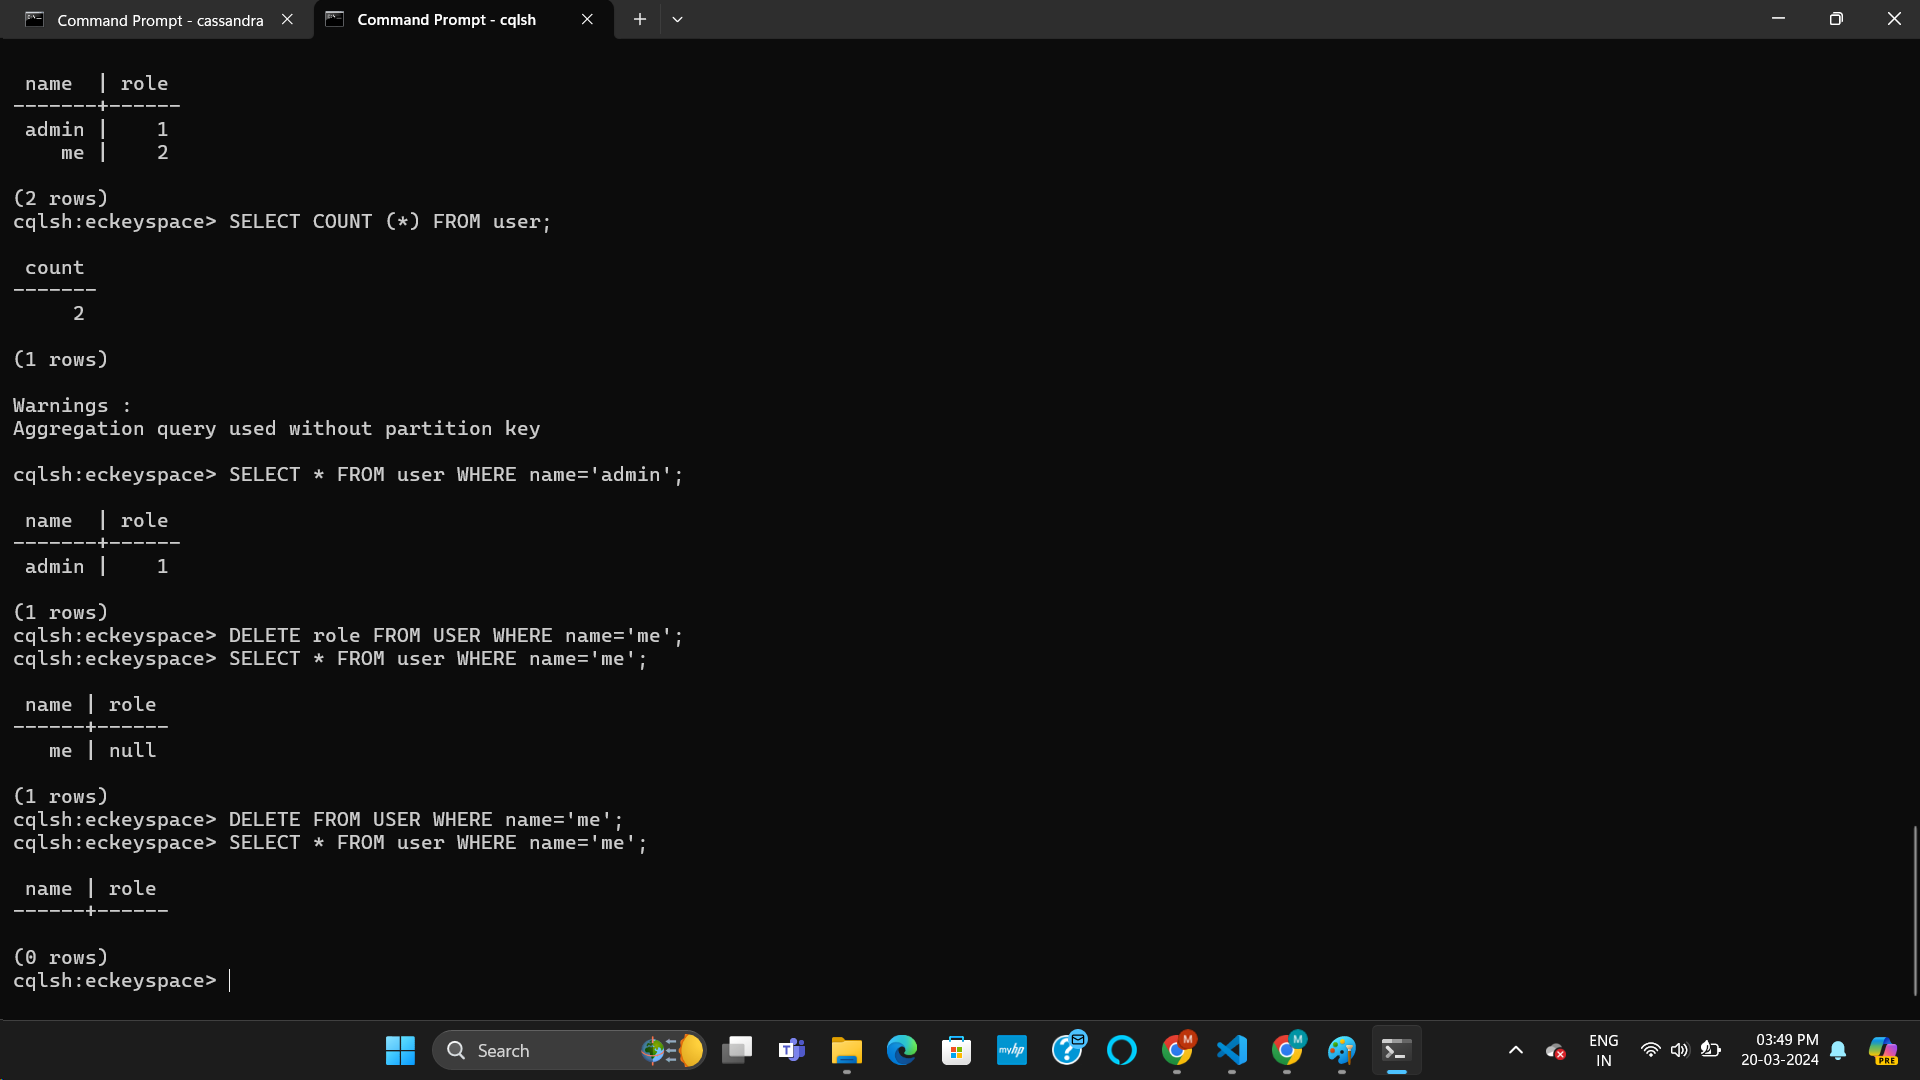 Command Prompt - cassandra
Command Prompt - cqlsh
name | role
-------+------
admin | 1
me | 2
(2 rows)
cqlsh:eckeyspace> SELECT COUNT (*) FROM user;
count
-------
2
(1 rows)
Warnings :
Aggregation query used without partition key
cqlsh:eckeyspace> SELECT * FROM user WHERE name='admin';
name | role
-------+------
admin | 1
(1 rows)
cqlsh:eckeyspace> DELETE role FROM USER WHERE name='me';
cqlsh:eckeyspace> SELECT * FROM user WHERE name='me';
name | role
------+------
me | null
(1 rows)
cqlsh:eckeyspace> DELETE FROM USER WHERE name='me';
cqlsh:eckeyspace> SELECT * FROM user WHERE name='me';
name | role
------+------
(0 rows)
cqlsh:eckeyspace>
Search
myhp
M
M
ENG
IN
03:49 PM
20-03-2024
PRE